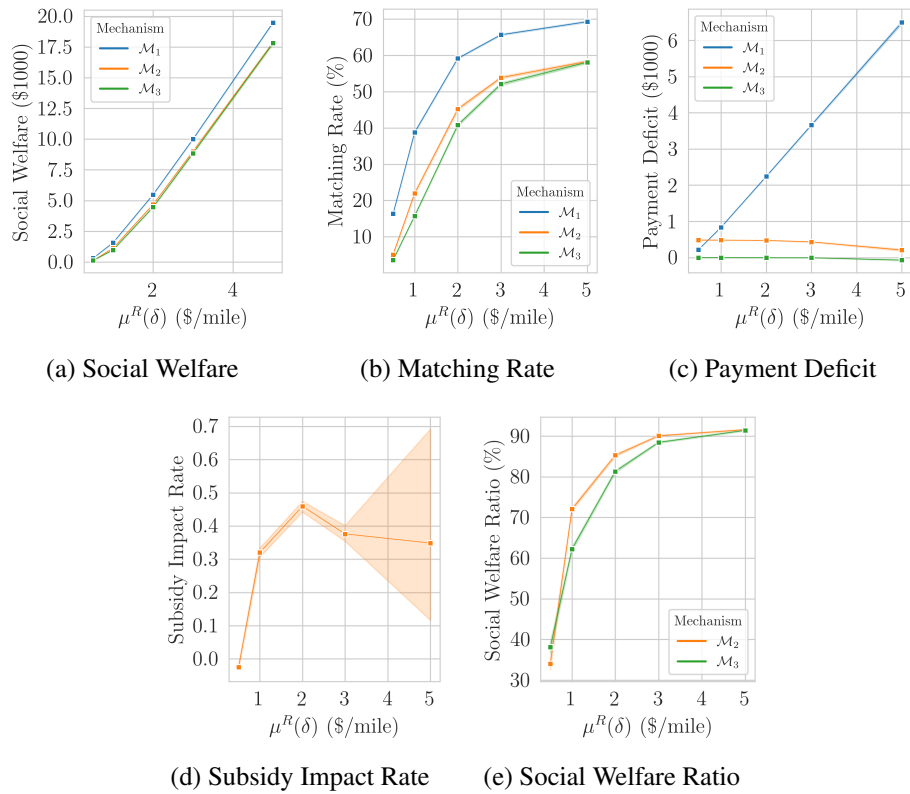 Social Welfare ($1000)
20.0
17.5
15.0
12.5
10.0
7.5
5.0
2.5
0.0
Mechanism
ℳ₁
ℳ₂
ℳ₃
2 4
μᴿ(δ) ($/mile)
(a) Social Welfare
Matching Rate (%)
70
60
50
40
30
20
10
Mechanism
ℳ₁
ℳ₂
ℳ₃
1 2 3 4 5
μᴿ(δ) ($/mile)
(b) Matching Rate
Payment Deficit ($1000)
6
5
4
3
2
1
0
Mechanism
ℳ₁
ℳ₂
ℳ₃
1 2 3 4 5
μᴿ(δ) ($/mile)
(c) Payment Deficit
Subsidy Impact Rate
0.7
0.6
0.5
0.4
0.3
0.2
0.1
0.0
1 2 3 4 5
μᴿ(δ) ($/mile)
(d) Subsidy Impact Rate
Social Welfare Ratio (%)
90
80
70
60
50
40
30
Mechanism
ℳ₂
ℳ₃
1 2 3 4 5
μᴿ(δ) ($/mile)
(e) Social Welfare Ratio